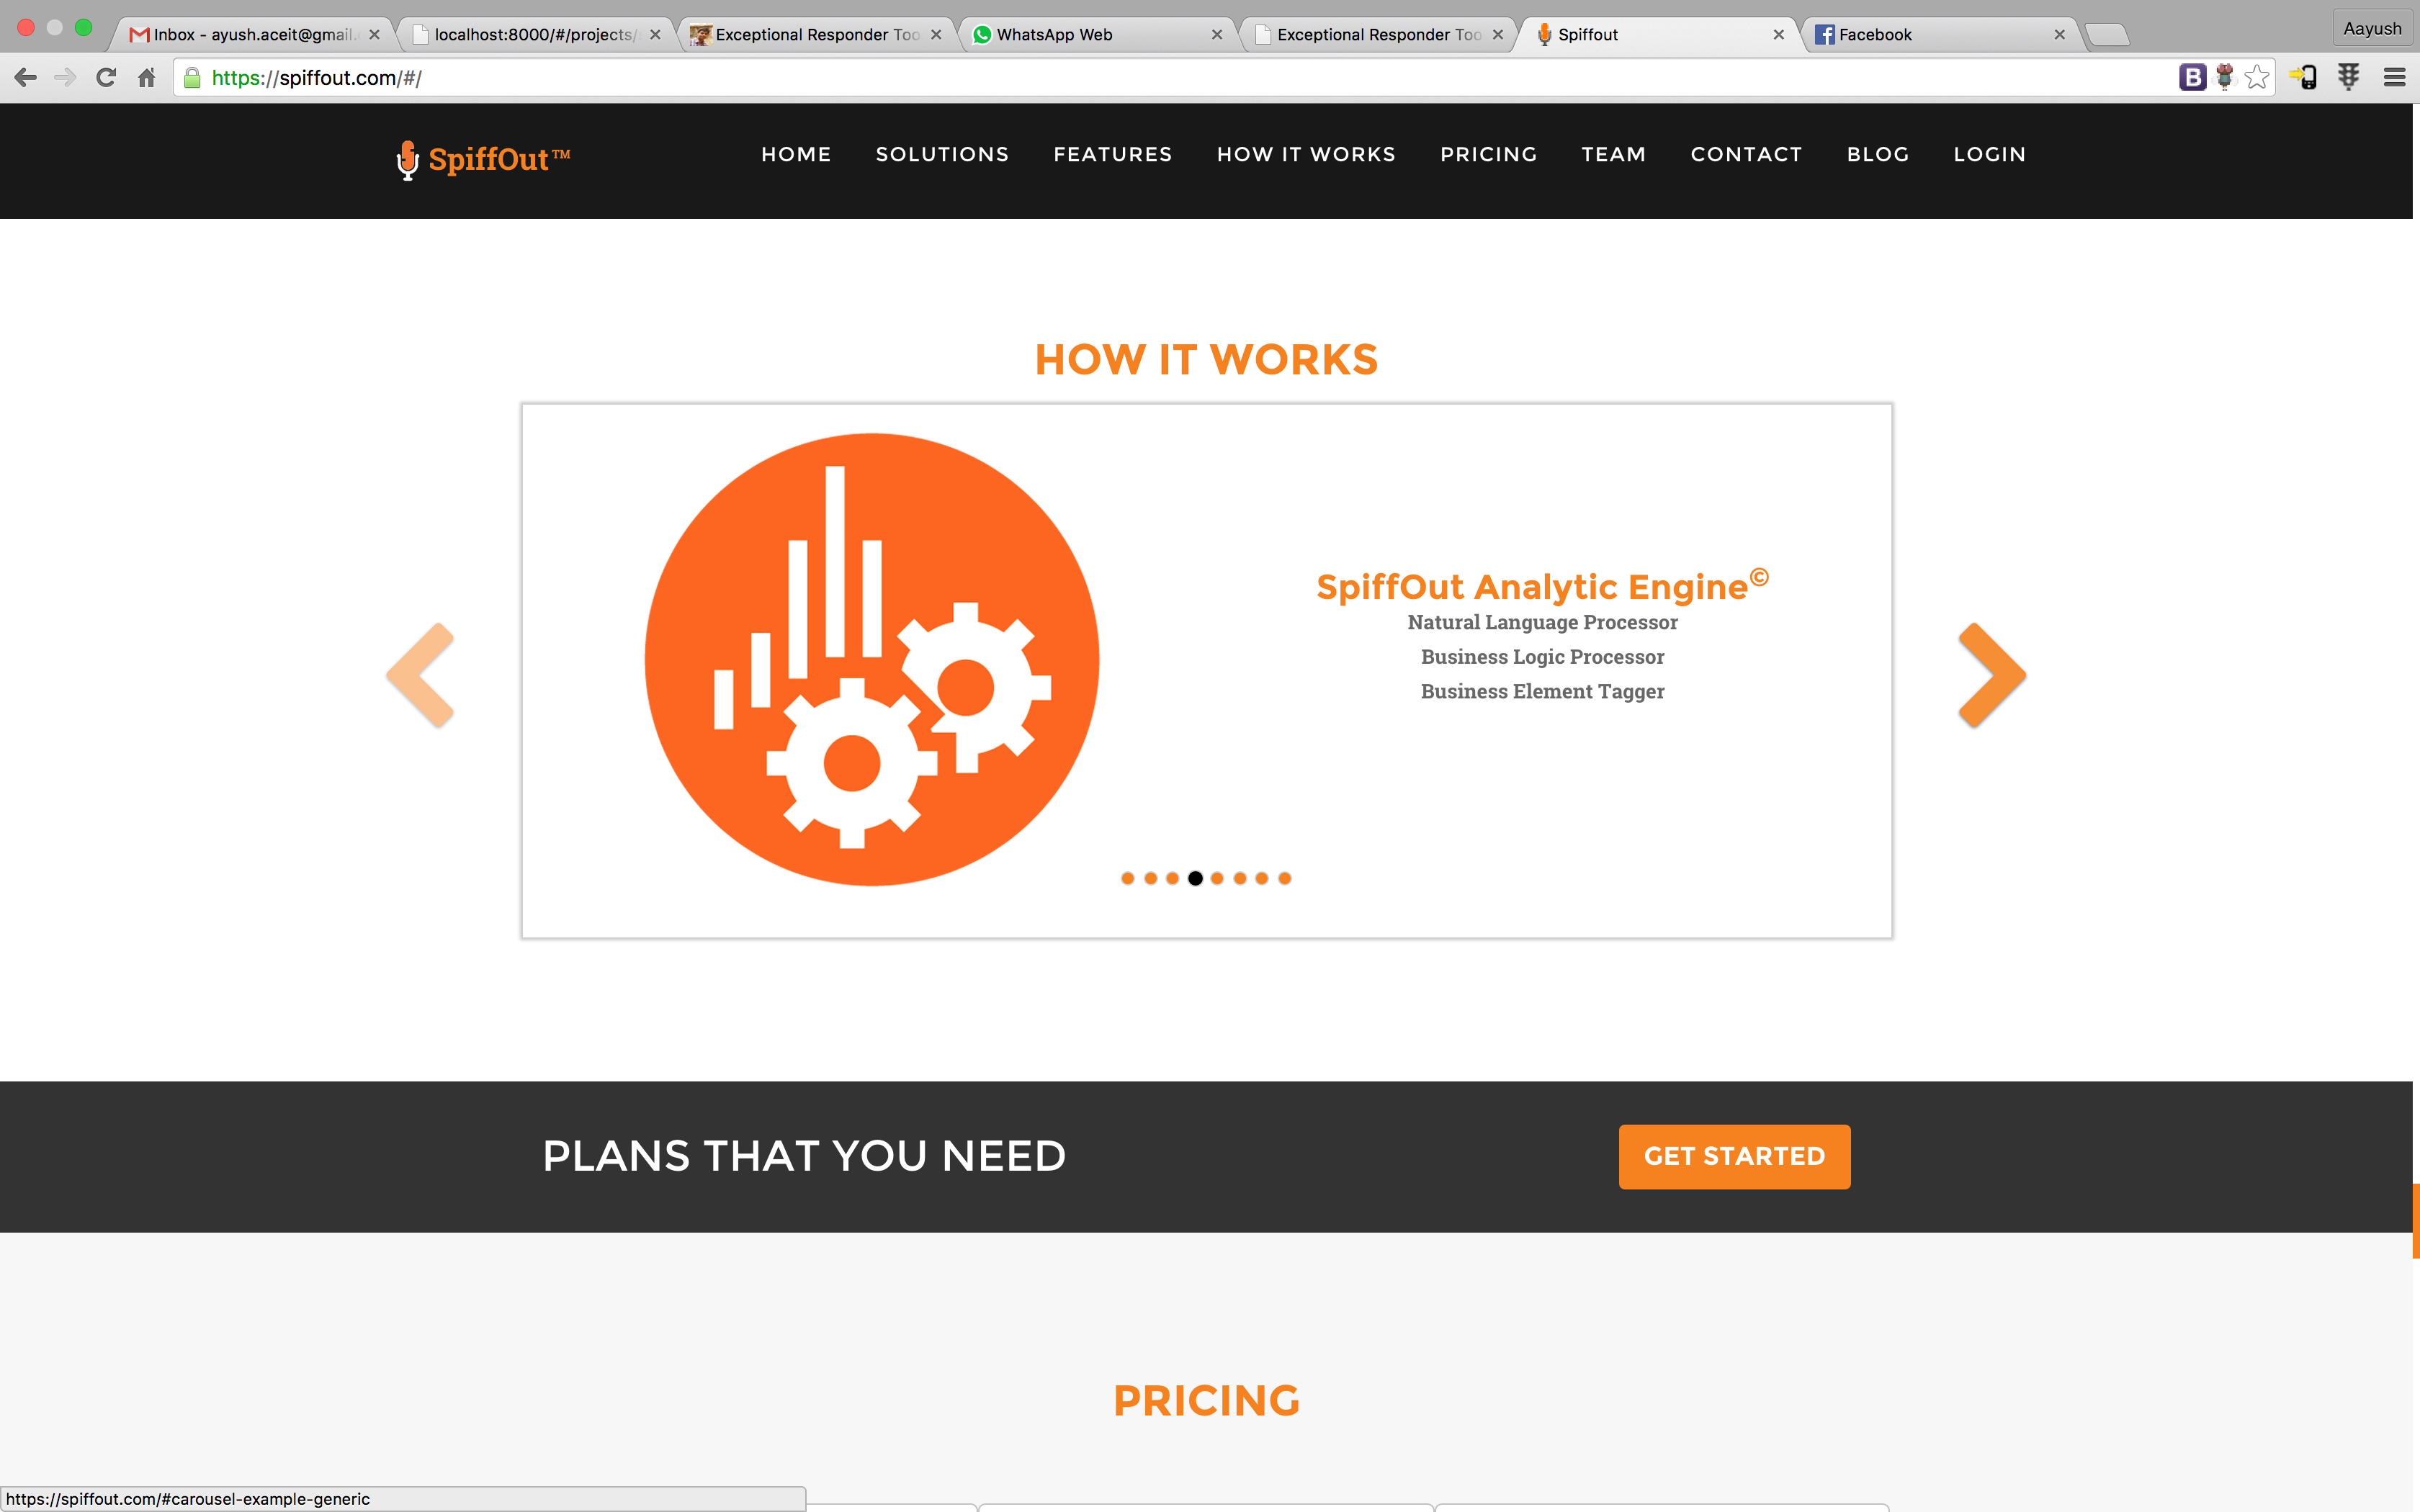 Inbox - ayush.aceit@gmail.
localhost:8000/#/projects/
Exceptional Responder Too
WhatsApp Web
Exceptional Responder Too
Spiffout
Facebook
Aayush
https://spiffout.com/#/
B
SpiffOut™
HOME SOLUTIONS FEATURES HOW IT WORKS PRICING TEAM CONTACT BLOG LOGIN
HOW IT WORKS
SpiffOut Analytic Engine©
Natural Language Processor
Business Logic Processor
Business Element Tagger
PLANS THAT YOU NEED
GET STARTED
PRICING
https://spiffout.com/#carousel-example-generic